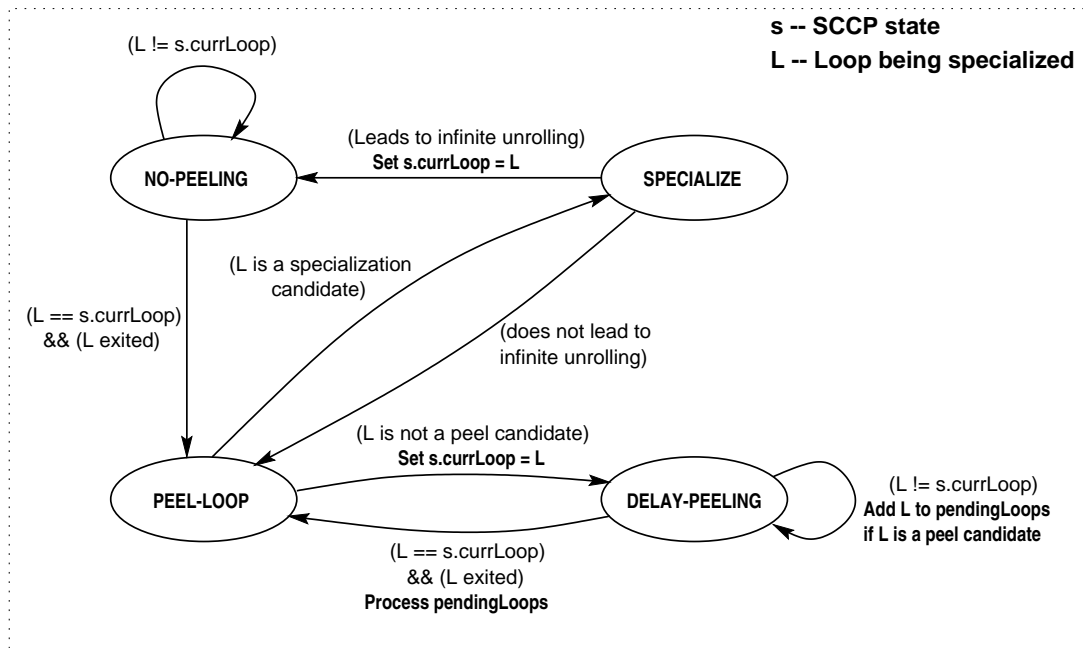 s -- SCCP state
L -- Loop being specialized
(L != s.currLoop)
(Leads to infinite unrolling)
Set s.currLoop = L
NO-PEELING
SPECIALIZE
(L is a specialization
candidate)
(L == s.currLoop)
&& (L exited)
(does not lead to
infinite unrolling)
(L is not a peel candidate)
Set s.currLoop = L
PEEL-LOOP
DELAY-PEELING
(L != s.currLoop)
Add L to pendingLoops
if L is a peel candidate
(L == s.currLoop)
&& (L exited)
Process pendingLoops